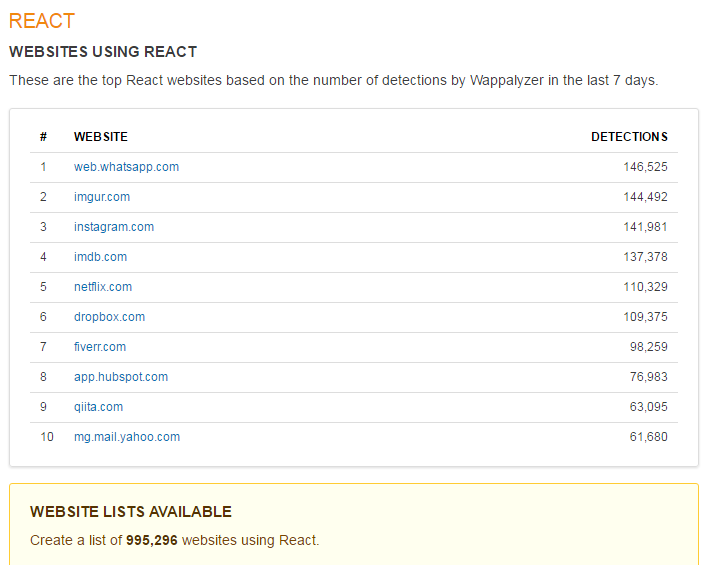 REACT
WEBSITES USING REACT
These are the top React websites based on the number of detections by Wappalyzer in the last 7 days.
# WEBSITE DETECTIONS
1 web.whatsapp.com 146,525
2 imgur.com 144,492
3 instagram.com 141,981
4 imdb.com 137,378
5 netflix.com 110,329
6 dropbox.com 109,375
7 fiverr.com 98,259
8 app.hubspot.com 76,983
9 qiita.com 63,095
10 mg.mail.yahoo.com 61,680
WEBSITE LISTS AVAILABLE
Create a list of 995,296 websites using React.